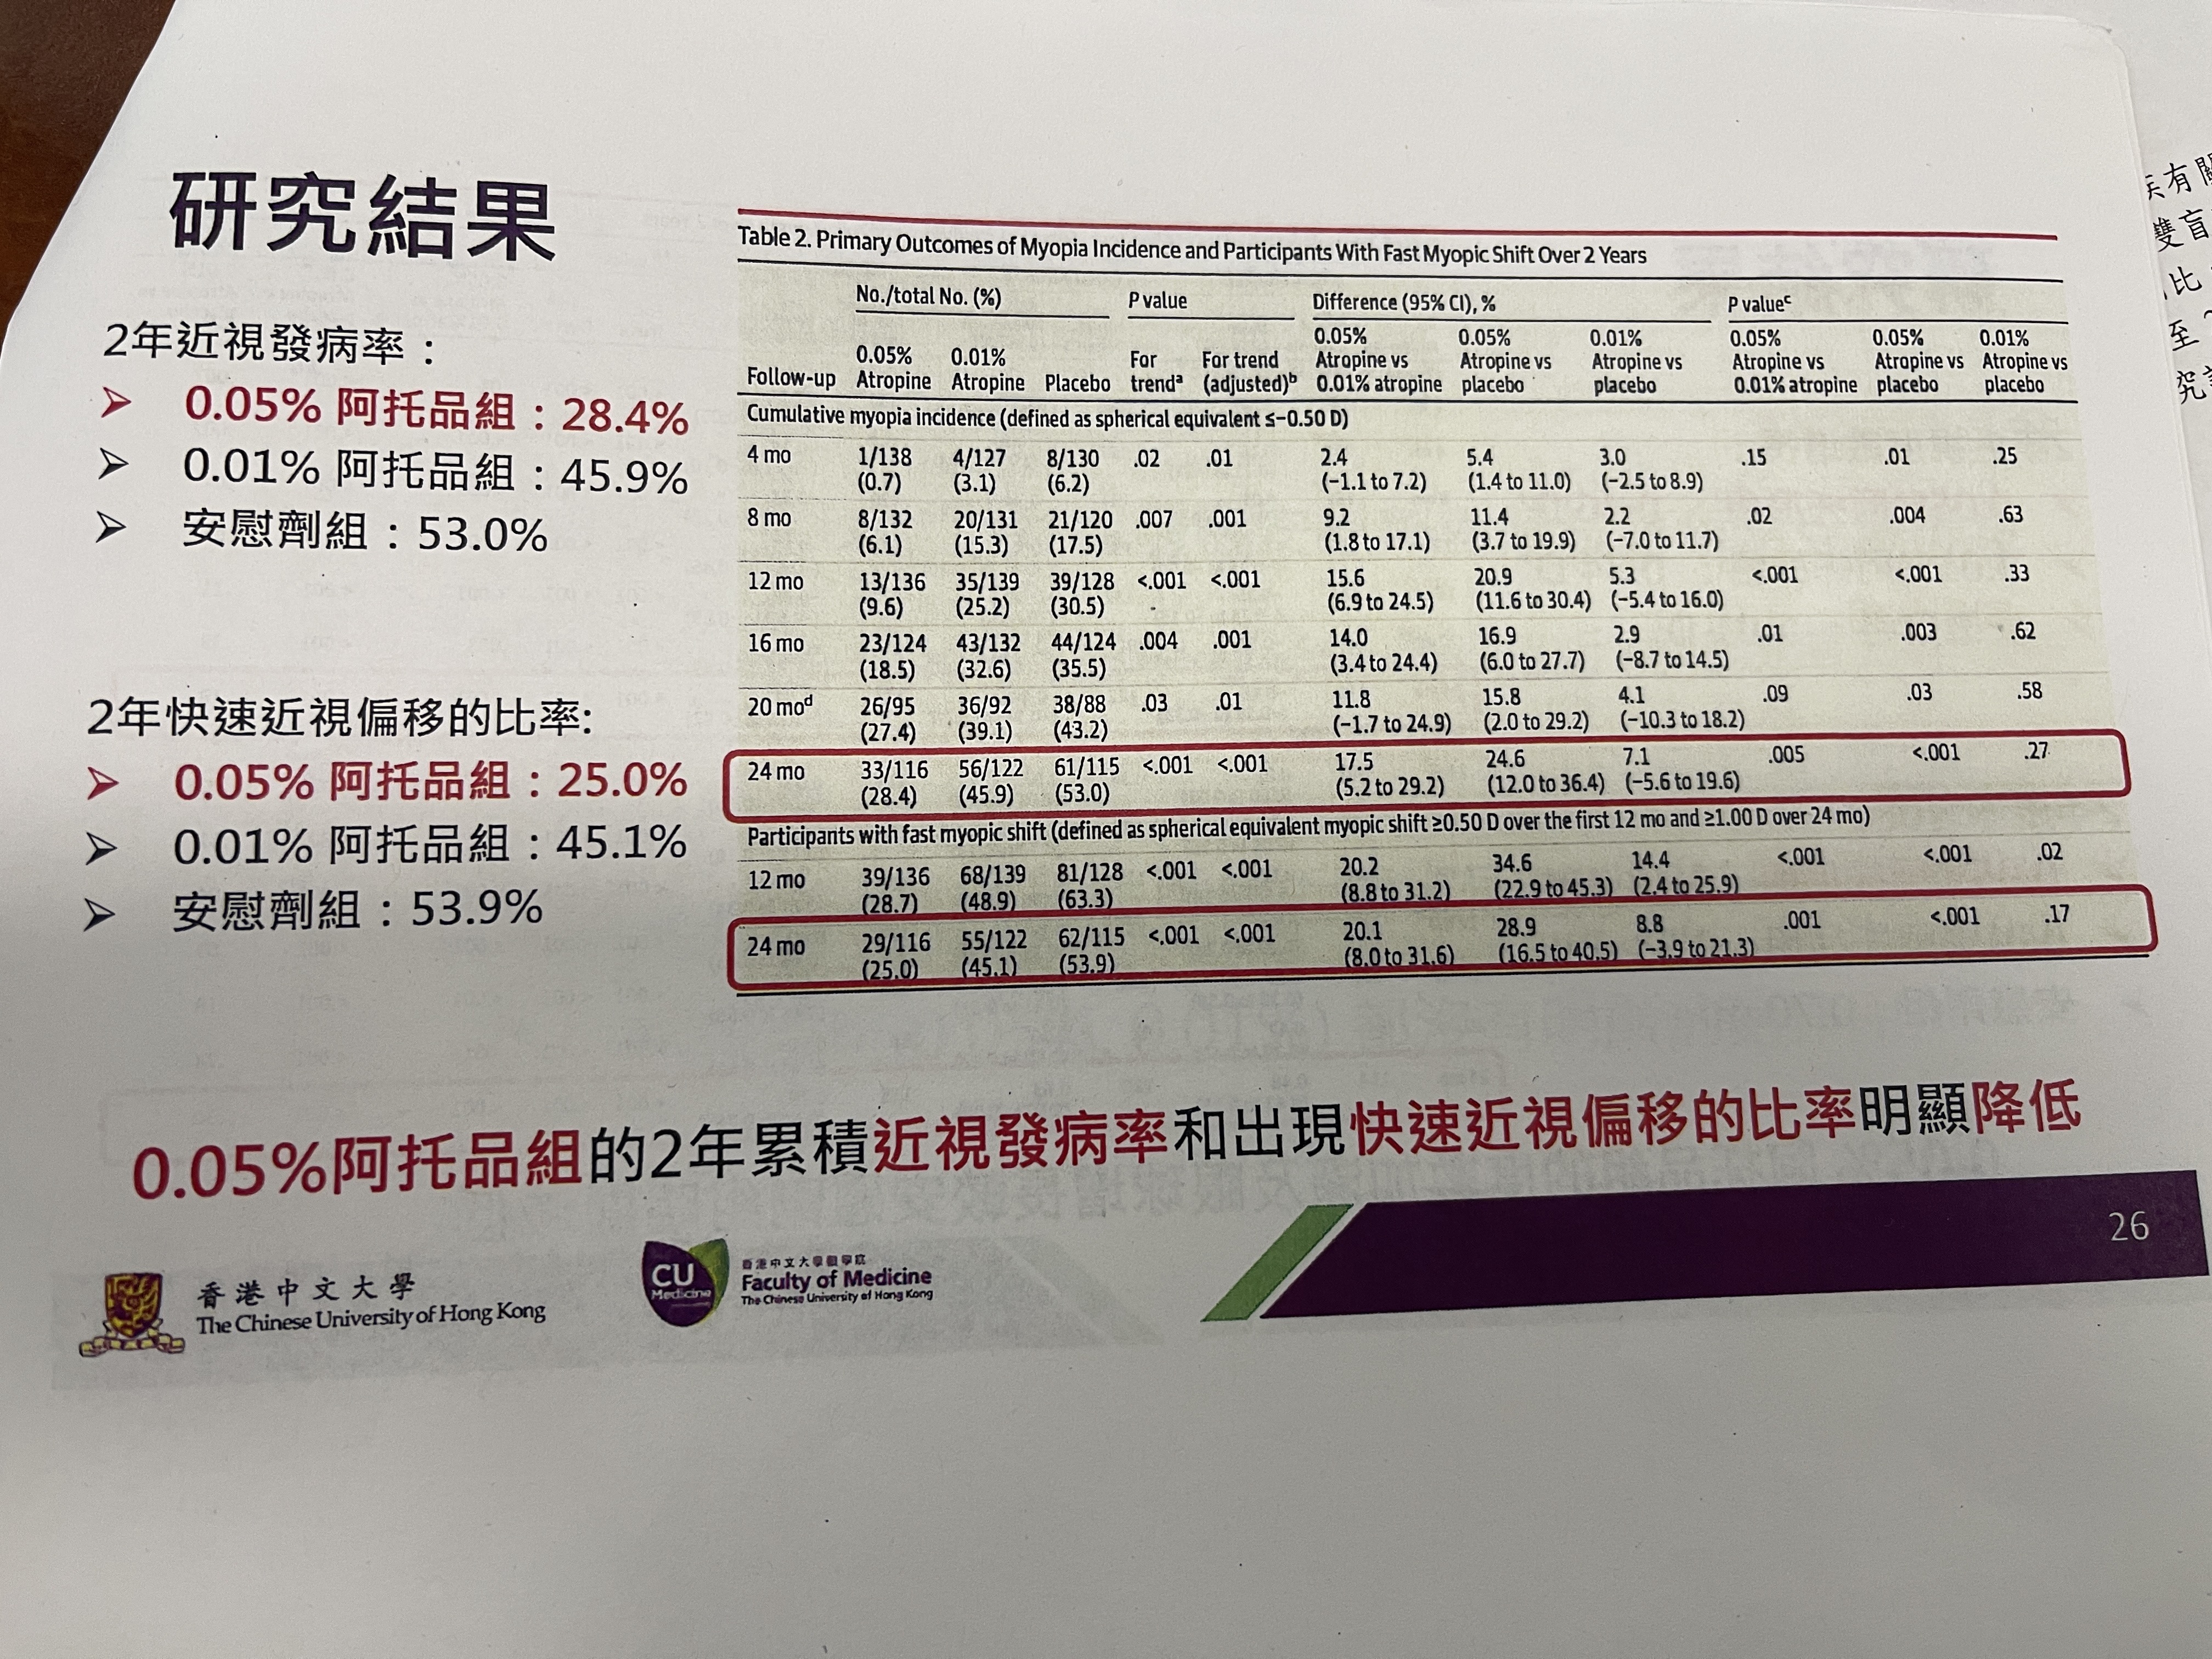 研究結果
2年近視發病率：
➢ 0.05% 阿托品組：28.4%
➢ 0.01% 阿托品組：45.9%
➢ 安慰劑組：53.0%
2年快速近視偏移的比率:
➢ 0.05% 阿托品組：25.0%
➢ 0.01% 阿托品組：45.1%
➢ 安慰劑組：53.9%
Table 2. Primary Outcomes of Myopia Incidence and Participants With Fast Myopic Shift Over 2 Years
No./total No. (%) P value Difference (95% CI), % P valueᶜ
0.05% 0.05% 0.01% 0.05% 0.05% 0.01%
0.05% 0.01% For For trend Atropine vs Atropine vs Atropine vs Atropine vs Atropine vs Atropine vs
Follow-up Atropine Atropine Placebo trendᵃ (adjusted)ᵇ 0.01% atropine placebo placebo 0.01% atropine placebo placebo
Cumulative myopia incidence (defined as spherical equivalent ≤−0.50 D)
4 mo 1/138 4/127 8/130 .02 .01 2.4 5.4 3.0 .15 .01 .25
(0.7) (3.1) (6.2) (−1.1 to 7.2) (1.4 to 11.0) (−2.5 to 8.9)
8 mo 8/132 20/131 21/120 .007 .001 9.2 11.4 2.2 .02 .004 .63
(6.1) (15.3) (17.5) (1.8 to 17.1) (3.7 to 19.9) (−7.0 to 11.7)
12 mo 13/136 35/139 39/128 <.001 <.001 15.6 20.9 5.3 <.001 <.001 .33
(9.6) (25.2) (30.5) (6.9 to 24.5) (11.6 to 30.4) (−5.4 to 16.0)
16 mo 23/124 43/132 44/124 .004 .001 14.0 16.9 2.9 .01 .003 .62
(18.5) (32.6) (35.5) (3.4 to 24.4) (6.0 to 27.7) (−8.7 to 14.5)
20 moᵈ 26/95 36/92 38/88 .03 .01 11.8 15.8 4.1 .09 .03 .58
(27.4) (39.1) (43.2) (−1.7 to 24.9) (2.0 to 29.2) (−10.3 to 18.2)
24 mo 33/116 56/122 61/115 <.001 <.001 17.5 24.6 7.1 .005 <.001 .27
(28.4) (45.9) (53.0) (5.2 to 29.2) (12.0 to 36.4) (−5.6 to 19.6)
Participants with fast myopic shift (defined as spherical equivalent myopic shift ≥0.50 D over the first 12 mo and ≥1.00 D over 24 mo)
12 mo 39/136 68/139 81/128 <.001 <.001 20.2 34.6 14.4 <.001 <.001 .02
(28.7) (48.9) (63.3) (8.8 to 31.2) (22.9 to 45.3) (2.4 to 25.9)
24 mo 29/116 55/122 62/115 <.001 <.001 20.1 28.9 8.8 .001 <.001 .17
(25.0) (45.1) (53.9) (8.0 to 31.6) (16.5 to 40.5) (−3.9 to 21.3)
0.05%阿托品組的2年累積近視發病率和出現快速近視偏移的比率明顯降低
26
香港中文大學
The Chinese University of Hong Kong
CU
Medicine
香港中文大學醫學院
Faculty of Medicine
The Chinese University of Hong Kong
有關
雙盲
比
至
究